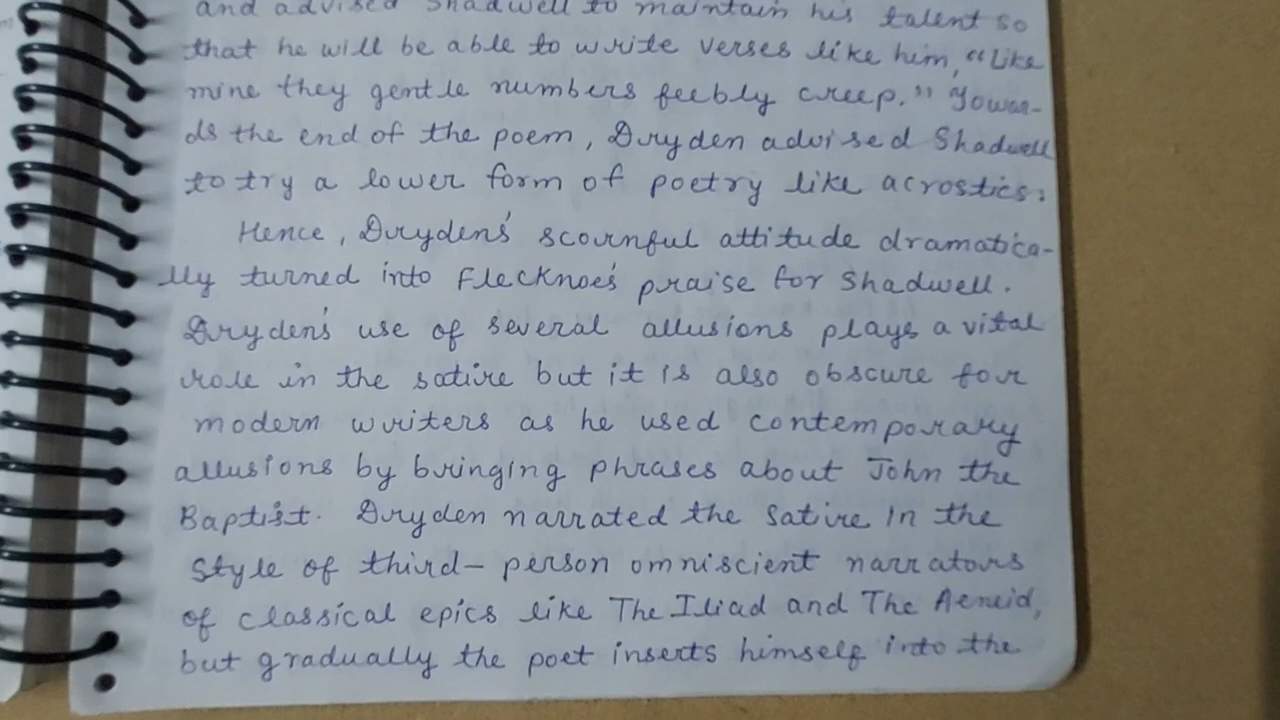 and advised Shadwell to maintain his talent so
that he will be able to write verses like him, "Like
mine they gentle numbers feebly creep." Towar-
ds the end of the poem, Dryden advised Shadwell
to try a lower form of poetry like acrostics.
Hence, Dryden's scornful attitude dramatica-
lly turned into Flecknoe's praise for Shadwell.
Dryden's use of several allusions plays a vital
role in the satire but it is also obscure for
modern writers as he used contemporary
allusions by bringing phrases about John the
Baptist. Dryden narrated the satire in the
style of third-person omniscient narrators
of classical epics like The Iliad and The Aeneid,
but gradually the poet inserts himself into the